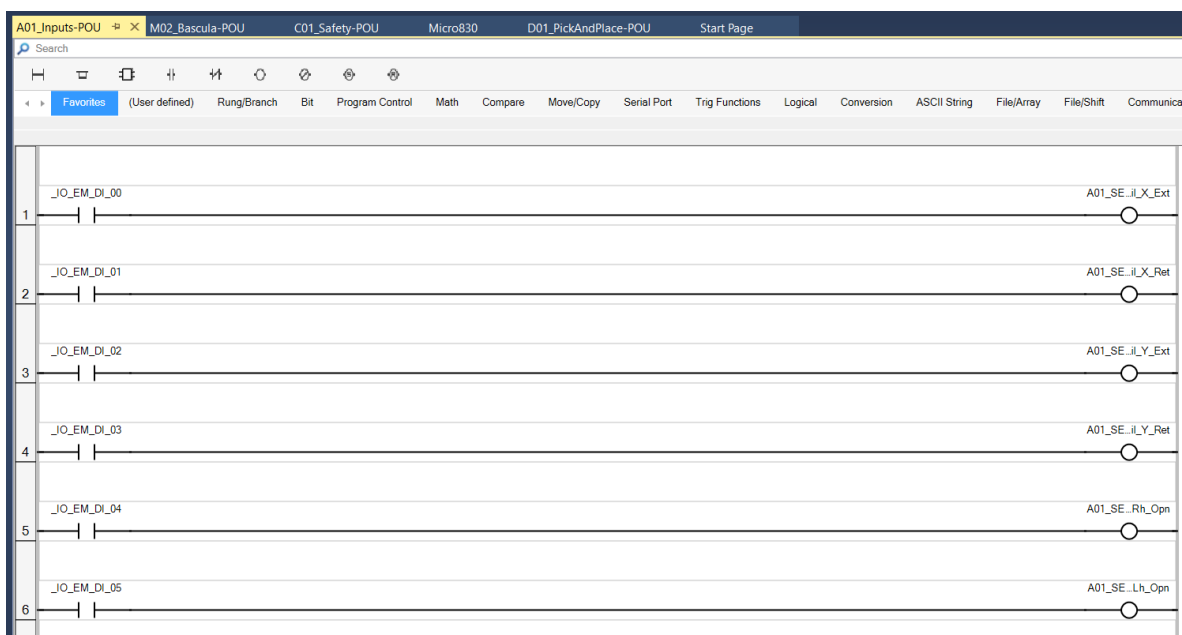 A01_Inputs-POU M02_Bascula-POU C01_Safety-POU Micro830 D01_PickAndPlace-POU Start Page
Search
Favorites (User defined) Rung/Branch Bit Program Control Math Compare Move/Copy Serial Port Trig Functions Logical Conversion ASCII String File/Array File/Shift Communica
_IO_EM_DI_00 A01_SE...il_X_Ext
1
_IO_EM_DI_01 A01_SE...il_X_Ret
2
_IO_EM_DI_02 A01_SE...il_Y_Ext
3
_IO_EM_DI_03 A01_SE...il_Y_Ret
4
_IO_EM_DI_04 A01_SE...Rh_Opn
5
_IO_EM_DI_05 A01_SE...Lh_Opn
6